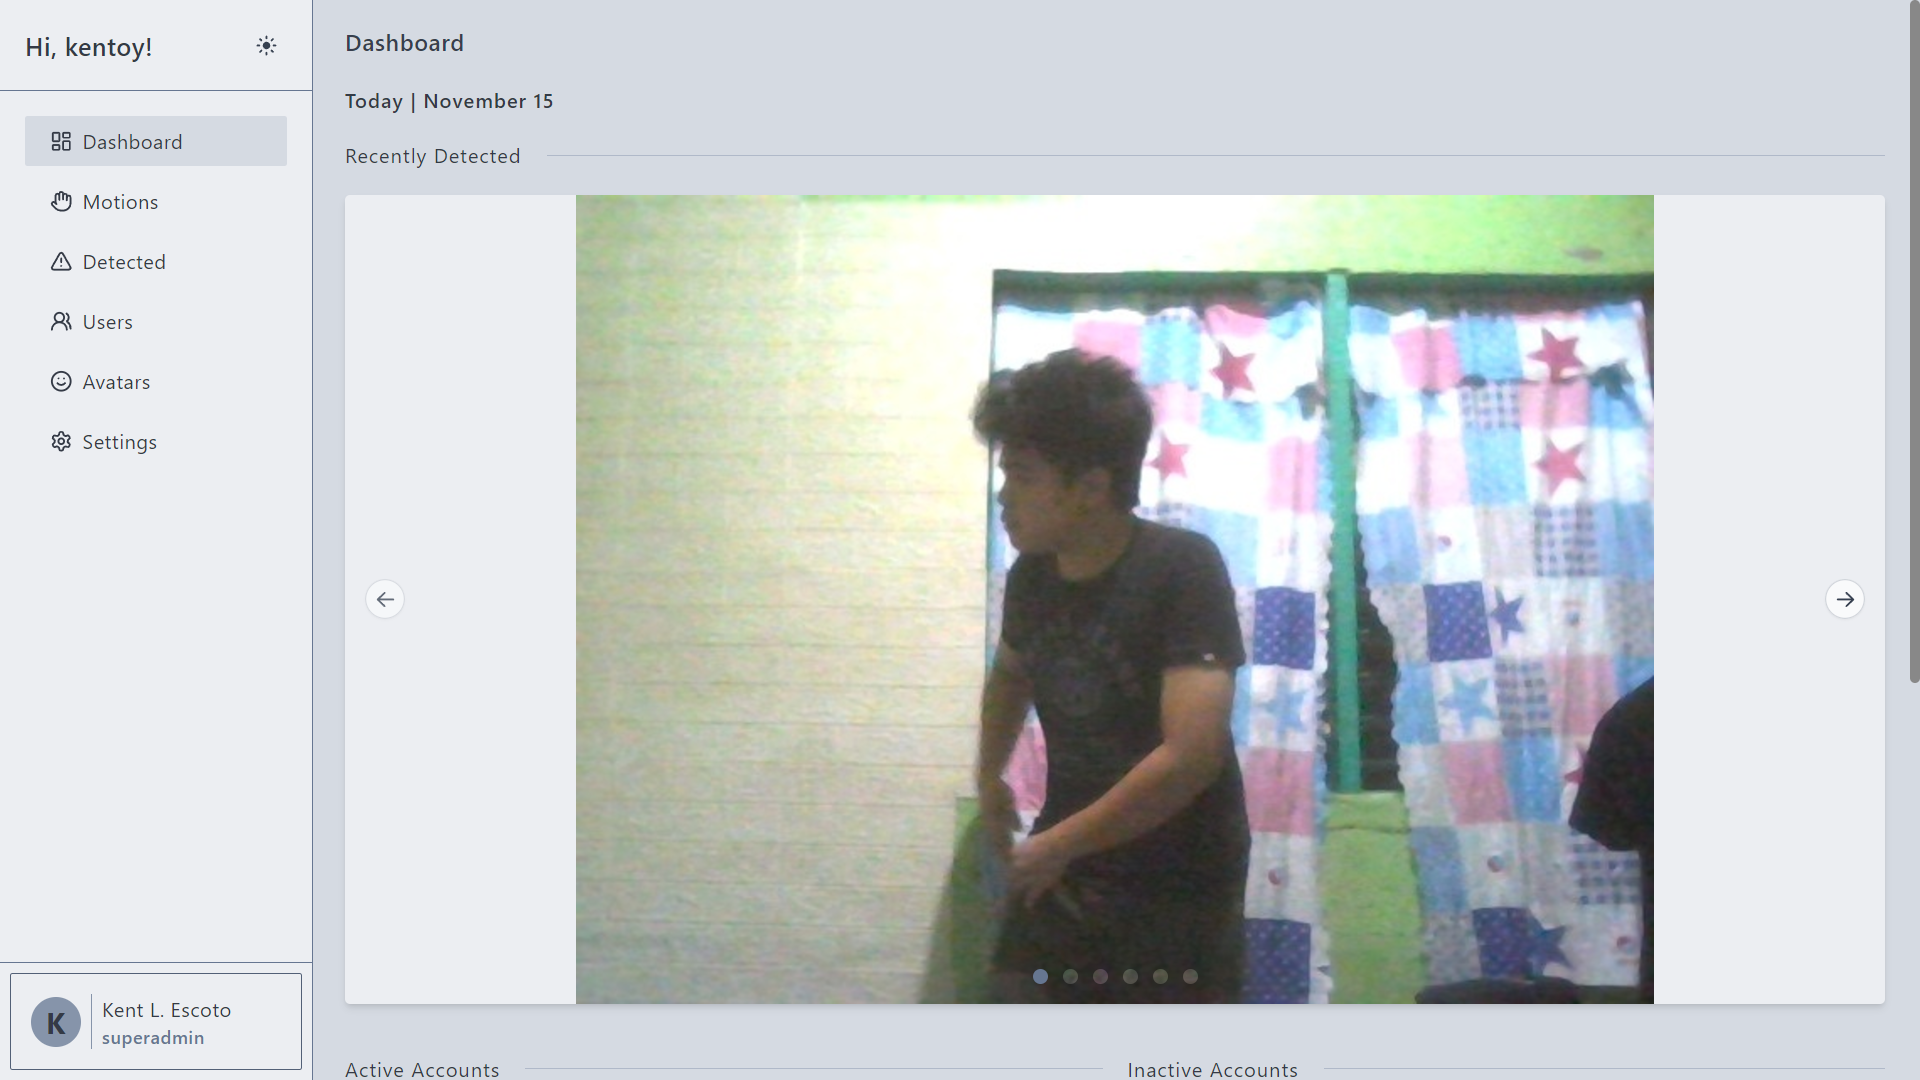 Hi, kentoy!
Dashboard
Motions
Detected
Users
Avatars
Settings
K
Kent L. Escoto
superadmin
Dashboard
Today | November 15
Recently Detected
Active Accounts
Inactive Accounts